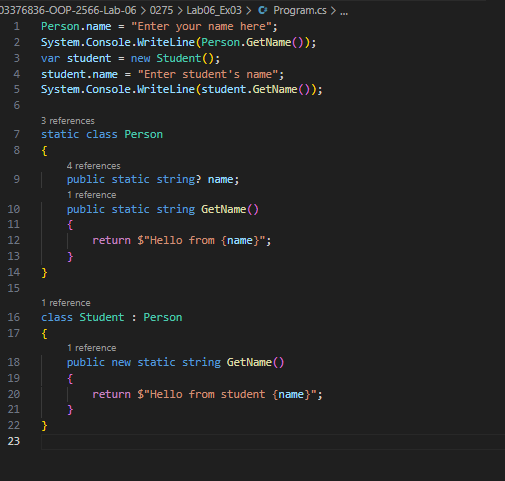 03376836-OOP-2566-Lab-06 > 0275 > Lab06_Ex03 > Program.cs > ...
1 Person.name = "Enter your name here";
2 System.Console.WriteLine(Person.GetName());
3 var student = new Student();
4 student.name = "Enter student's name";
5 System.Console.WriteLine(student.GetName());
6
3 references
7 static class Person
8 {
4 references
9 public static string? name;
1 reference
10 public static string GetName()
11 {
12 return $"Hello from {name}";
13 }
14 }
15
1 reference
16 class Student : Person
17 {
1 reference
18 public new static string GetName()
19 {
20 return $"Hello from student {name}";
21 }
22 }
23